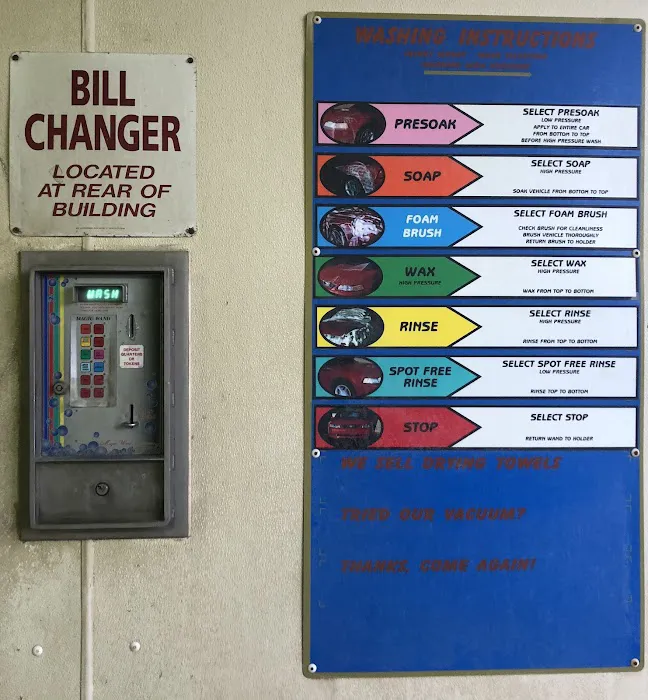 BILL
CHANGER
LOCATED
AT REAR OF
BUILDING
WASH
MAGIC WAND
DEPOSIT
QUARTERS
OR
TOKENS
WASHING INSTRUCTIONS
PRESOAK
SELECT PRESOAK
LOW PRESSURE
APPLY TO ENTIRE CAR
FROM BOTTOM TO TOP
BEFORE HIGH PRESSURE WASH
SOAP
SELECT SOAP
HIGH PRESSURE
SOAK VEHICLE FROM BOTTOM TO TOP
FOAM
BRUSH
SELECT FOAM BRUSH
CHECK BRUSH FOR CLEANLINESS
BRUSH VEHICLE THOROUGHLY
RETURN BRUSH TO HOLDER
WAX
HIGH PRESSURE
SELECT WAX
HIGH PRESSURE
WAX FROM TOP TO BOTTOM
RINSE
SELECT RINSE
HIGH PRESSURE
RINSE FROM TOP TO BOTTOM
SPOT FREE
RINSE
SELECT SPOT FREE RINSE
LOW PRESSURE
RINSE TOP TO BOTTOM
STOP
SELECT STOP
RETURN WAND TO HOLDER
WE SELL DRYING TOWELS
TRIED OUR VACUUM?
THANKS, COME AGAIN!